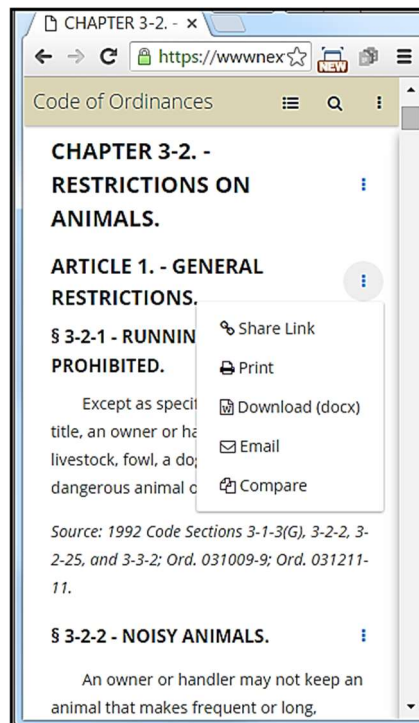 CHAPTER 3-2. -
https://wwwnex
NEW
Code of Ordinances
CHAPTER 3-2. -
RESTRICTIONS ON
ANIMALS.
ARTICLE 1. - GENERAL
RESTRICTIONS.
§ 3-2-1 - RUNNIN
PROHIBITED.
Share Link
Print
Download (docx)
Email
Compare
Except as specif
title, an owner or ha
livestock, fowl, a dog
dangerous animal o
Source: 1992 Code Sections 3-1-3(G), 3-2-2, 3-
2-25, and 3-3-2; Ord. 031009-9; Ord. 031211-
11.
§ 3-2-2 - NOISY ANIMALS.
An owner or handler may not keep an
animal that makes frequent or long,